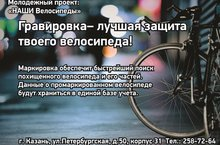 Молодежный проект:
«НАШИ Велосипеды»
Гравировка– лучшая защита
твоего велосипеда!
Маркировка обеспечит быстрейший поиск
похищенного велосипеда и его частей.
Данные о промаркированном велосипеде
будут храниться в единой базе учета.
г. Казань, ул.Петербургская, д.50, корпус 31 Тел.: 258-72-64